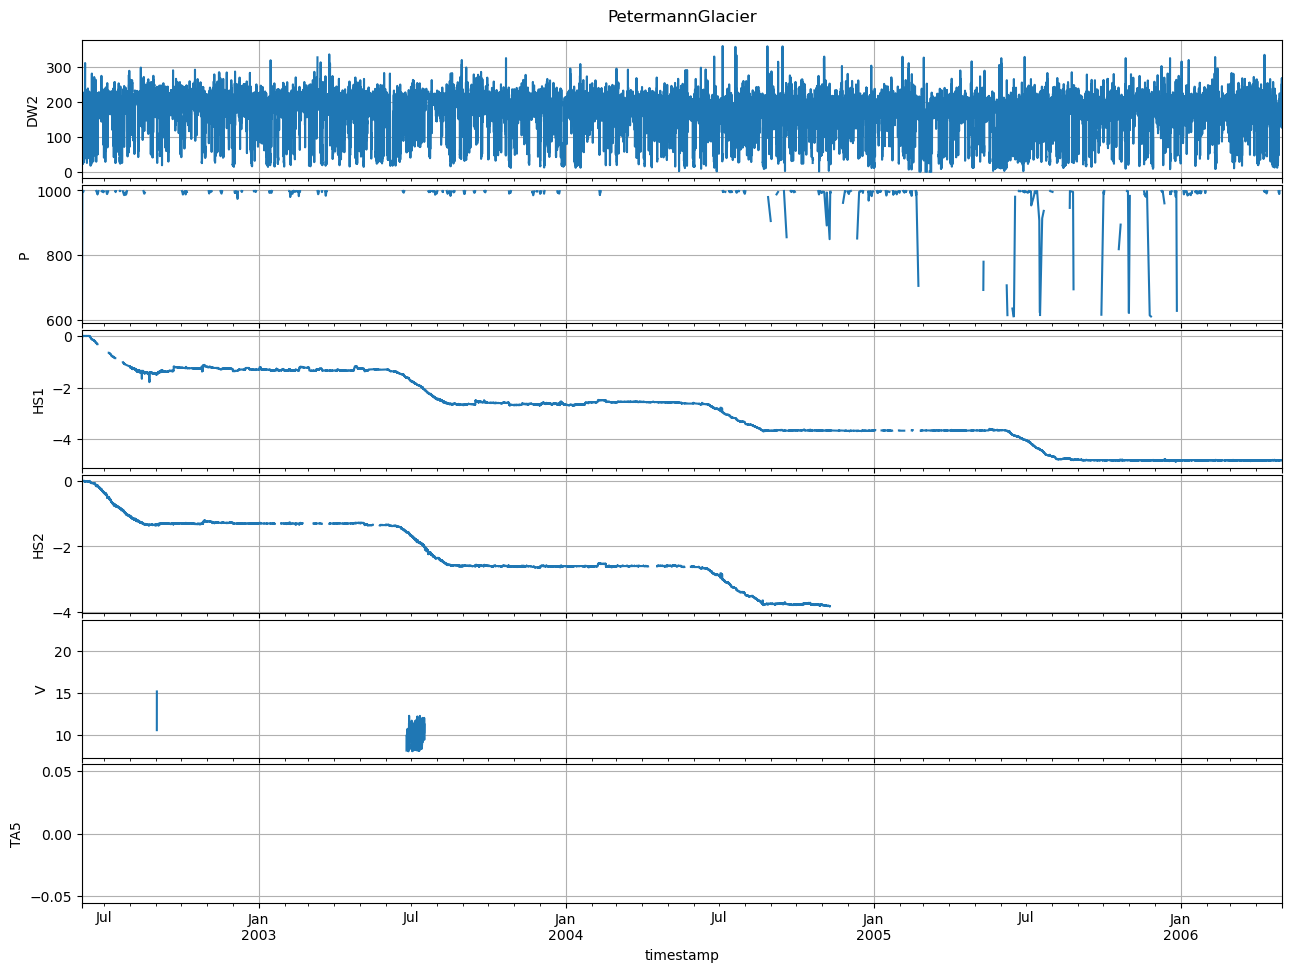 PetermannGlacier
300
200
100
0
DW2
1000
800
600
P
0
−2
−4
HS1
0
−2
−4
HS2
20
15
10
V
0.05
0.00
−0.05
TA5
Jul Jan Jul Jan Jul Jan Jul Jan
2003 2004 2005 2006
timestamp